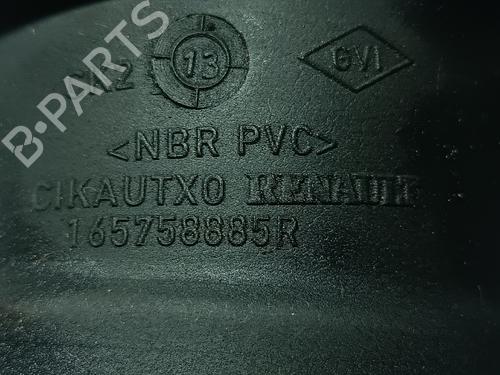 13
GVI
<NBR PVC>
CIKAUTXO RENAULT
165758885R
B-PARTS